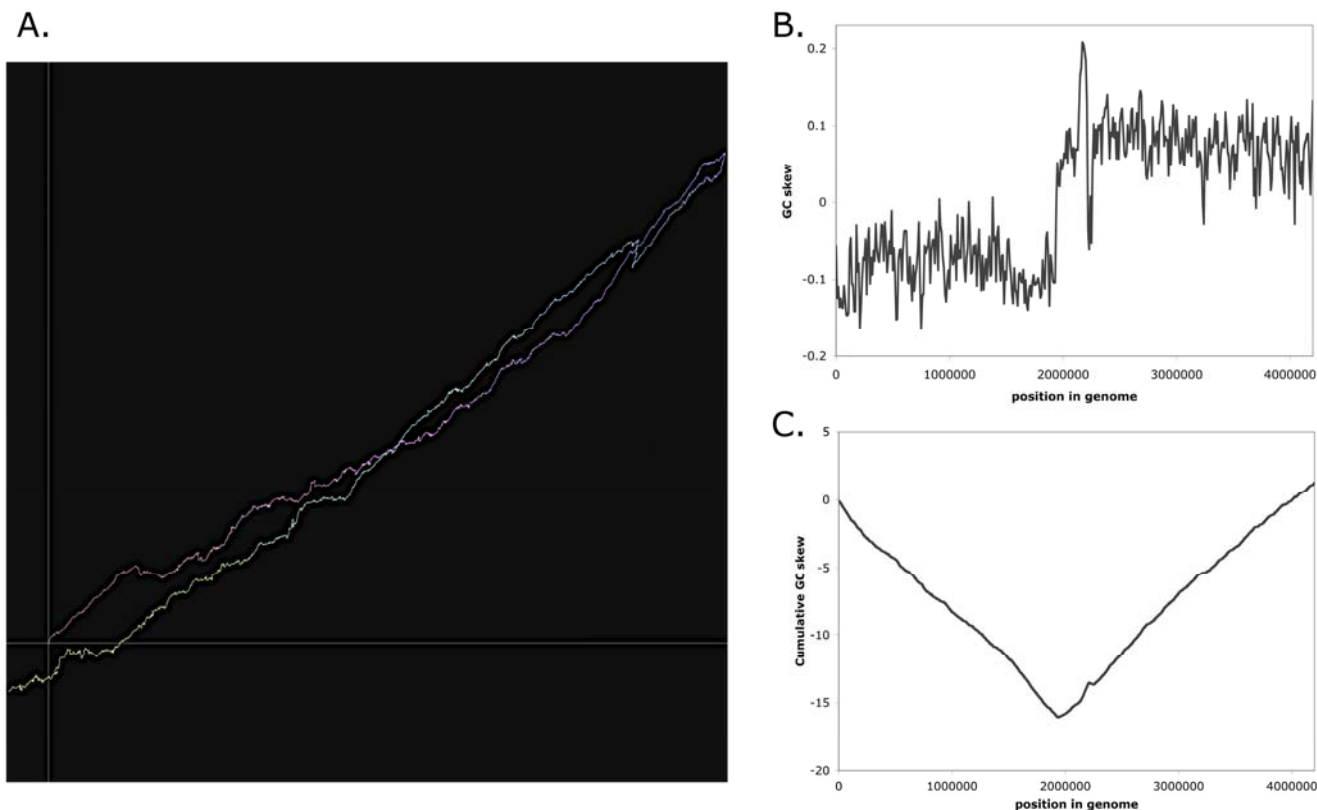 A.
B.
0.2
0.1
0
-0.1
-0.2
GC skew
0 1000000 2000000 3000000 4000000
position in genome
C.
5
0
-5
-10
-15
-20
Cumulative GC skew
0 1000000 2000000 3000000 4000000
position in genome